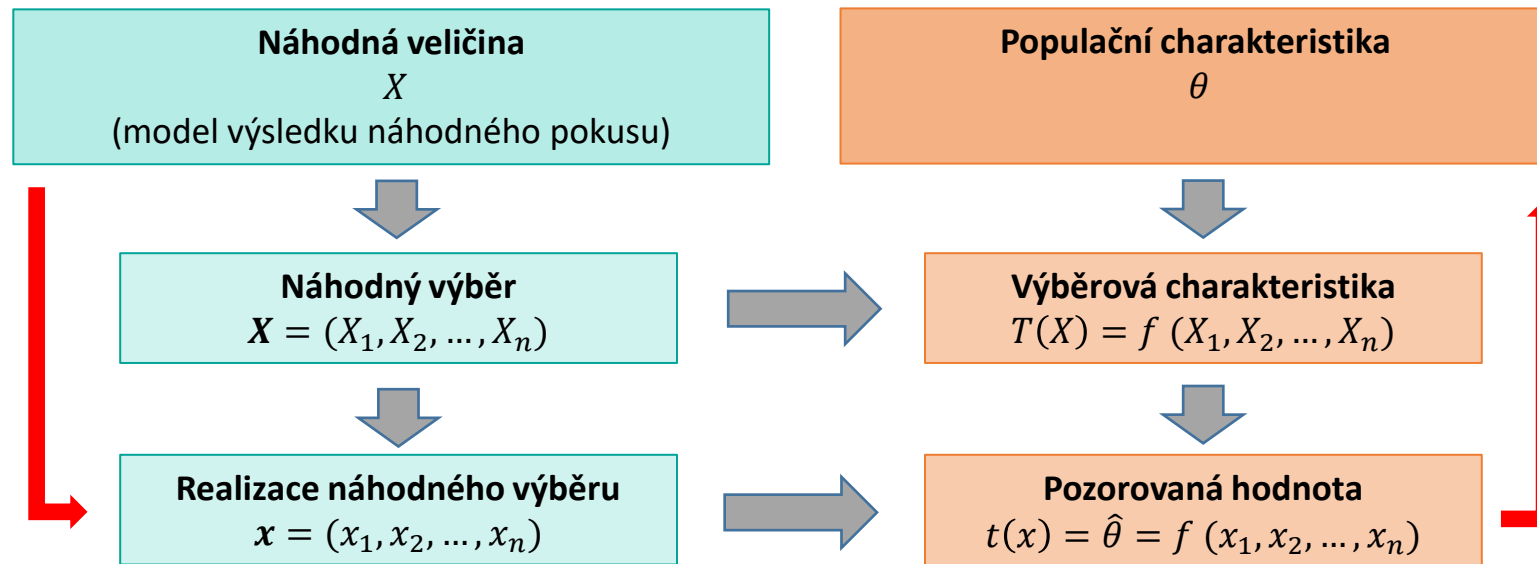 Náhodná veličina
X
(model výsledku náhodného pokusu)
Populační charakteristika
θ
Náhodný výběr
X = (X₁, X₂, … , Xₙ)
Výběrová charakteristika
T(X) = f (X₁, X₂, … , Xₙ)
Realizace náhodného výběru
x = (x₁, x₂, … , xₙ)
Pozorovaná hodnota
t(x) = θ̂ = f (x₁, x₂, … , xₙ)